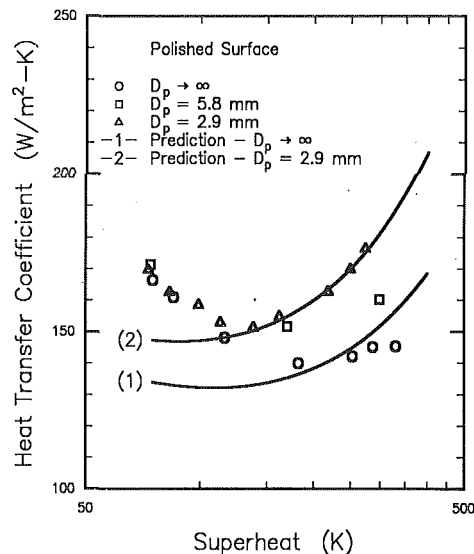 250
Polished Surface
O D_p → ∞
□ D_p = 5.8 mm
△ D_p = 2.9 mm
−1− Prediction − D_p → ∞
−2− Prediction − D_p = 2.9 mm
200
150
(2)
(1)
100
50
500
Heat Transfer Coefficient (W/m²−K)
Superheat (K)